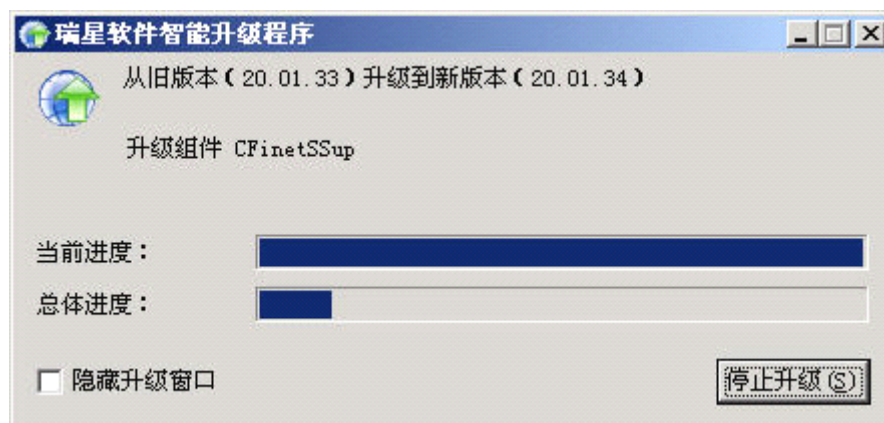 瑞星软件智能升级程序
从旧版本(20.01.33)升级到新版本(20.01.34)
升级组件 CFinetSSup
当前进度：
总体进度：
隐藏升级窗口
停止升级(S)